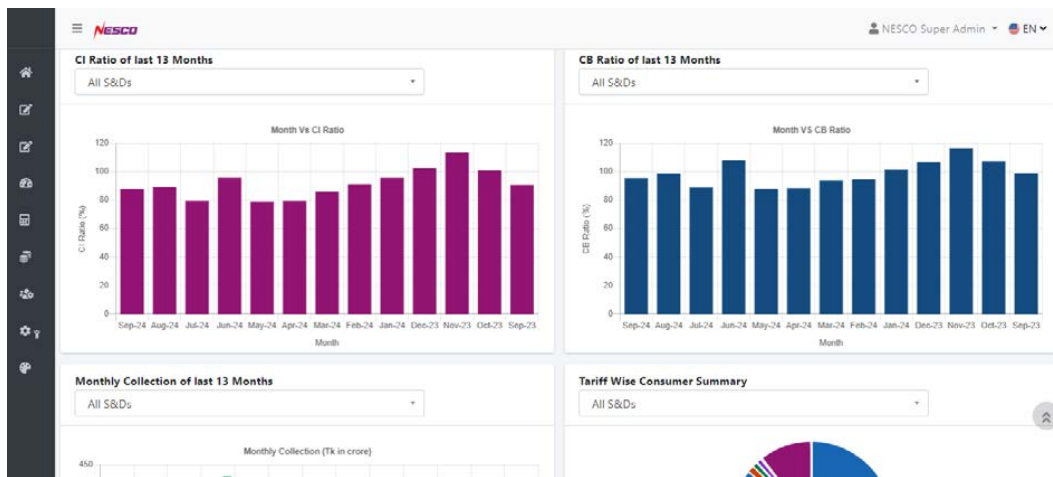 NESCO
NESCO Super Admin
EN
CI Ratio of last 13 Months
All S&Ds
Month Vs CI Ratio
120
100
80
60
40
20
0
CI Ratio (%)
Sep-24 Aug-24 Jul-24 Jun-24 May-24 Apr-24 Mar-24 Feb-24 Jan-24 Dec-23 Nov-23 Oct-23 Sep-23
Month
CB Ratio of last 13 Months
All S&Ds
Month VS CB Ratio
120
100
80
60
40
20
0
CB Ratio (%)
Sep-24 Aug-24 Jul-24 Jun-24 May-24 Apr-24 Mar-24 Feb-24 Jan-24 Dec-23 Nov-23 Oct-23 Sep-23
Month
Monthly Collection of last 13 Months
All S&Ds
Monthly Collection (Tk in crore)
450
Tariff Wise Consumer Summary
All S&Ds